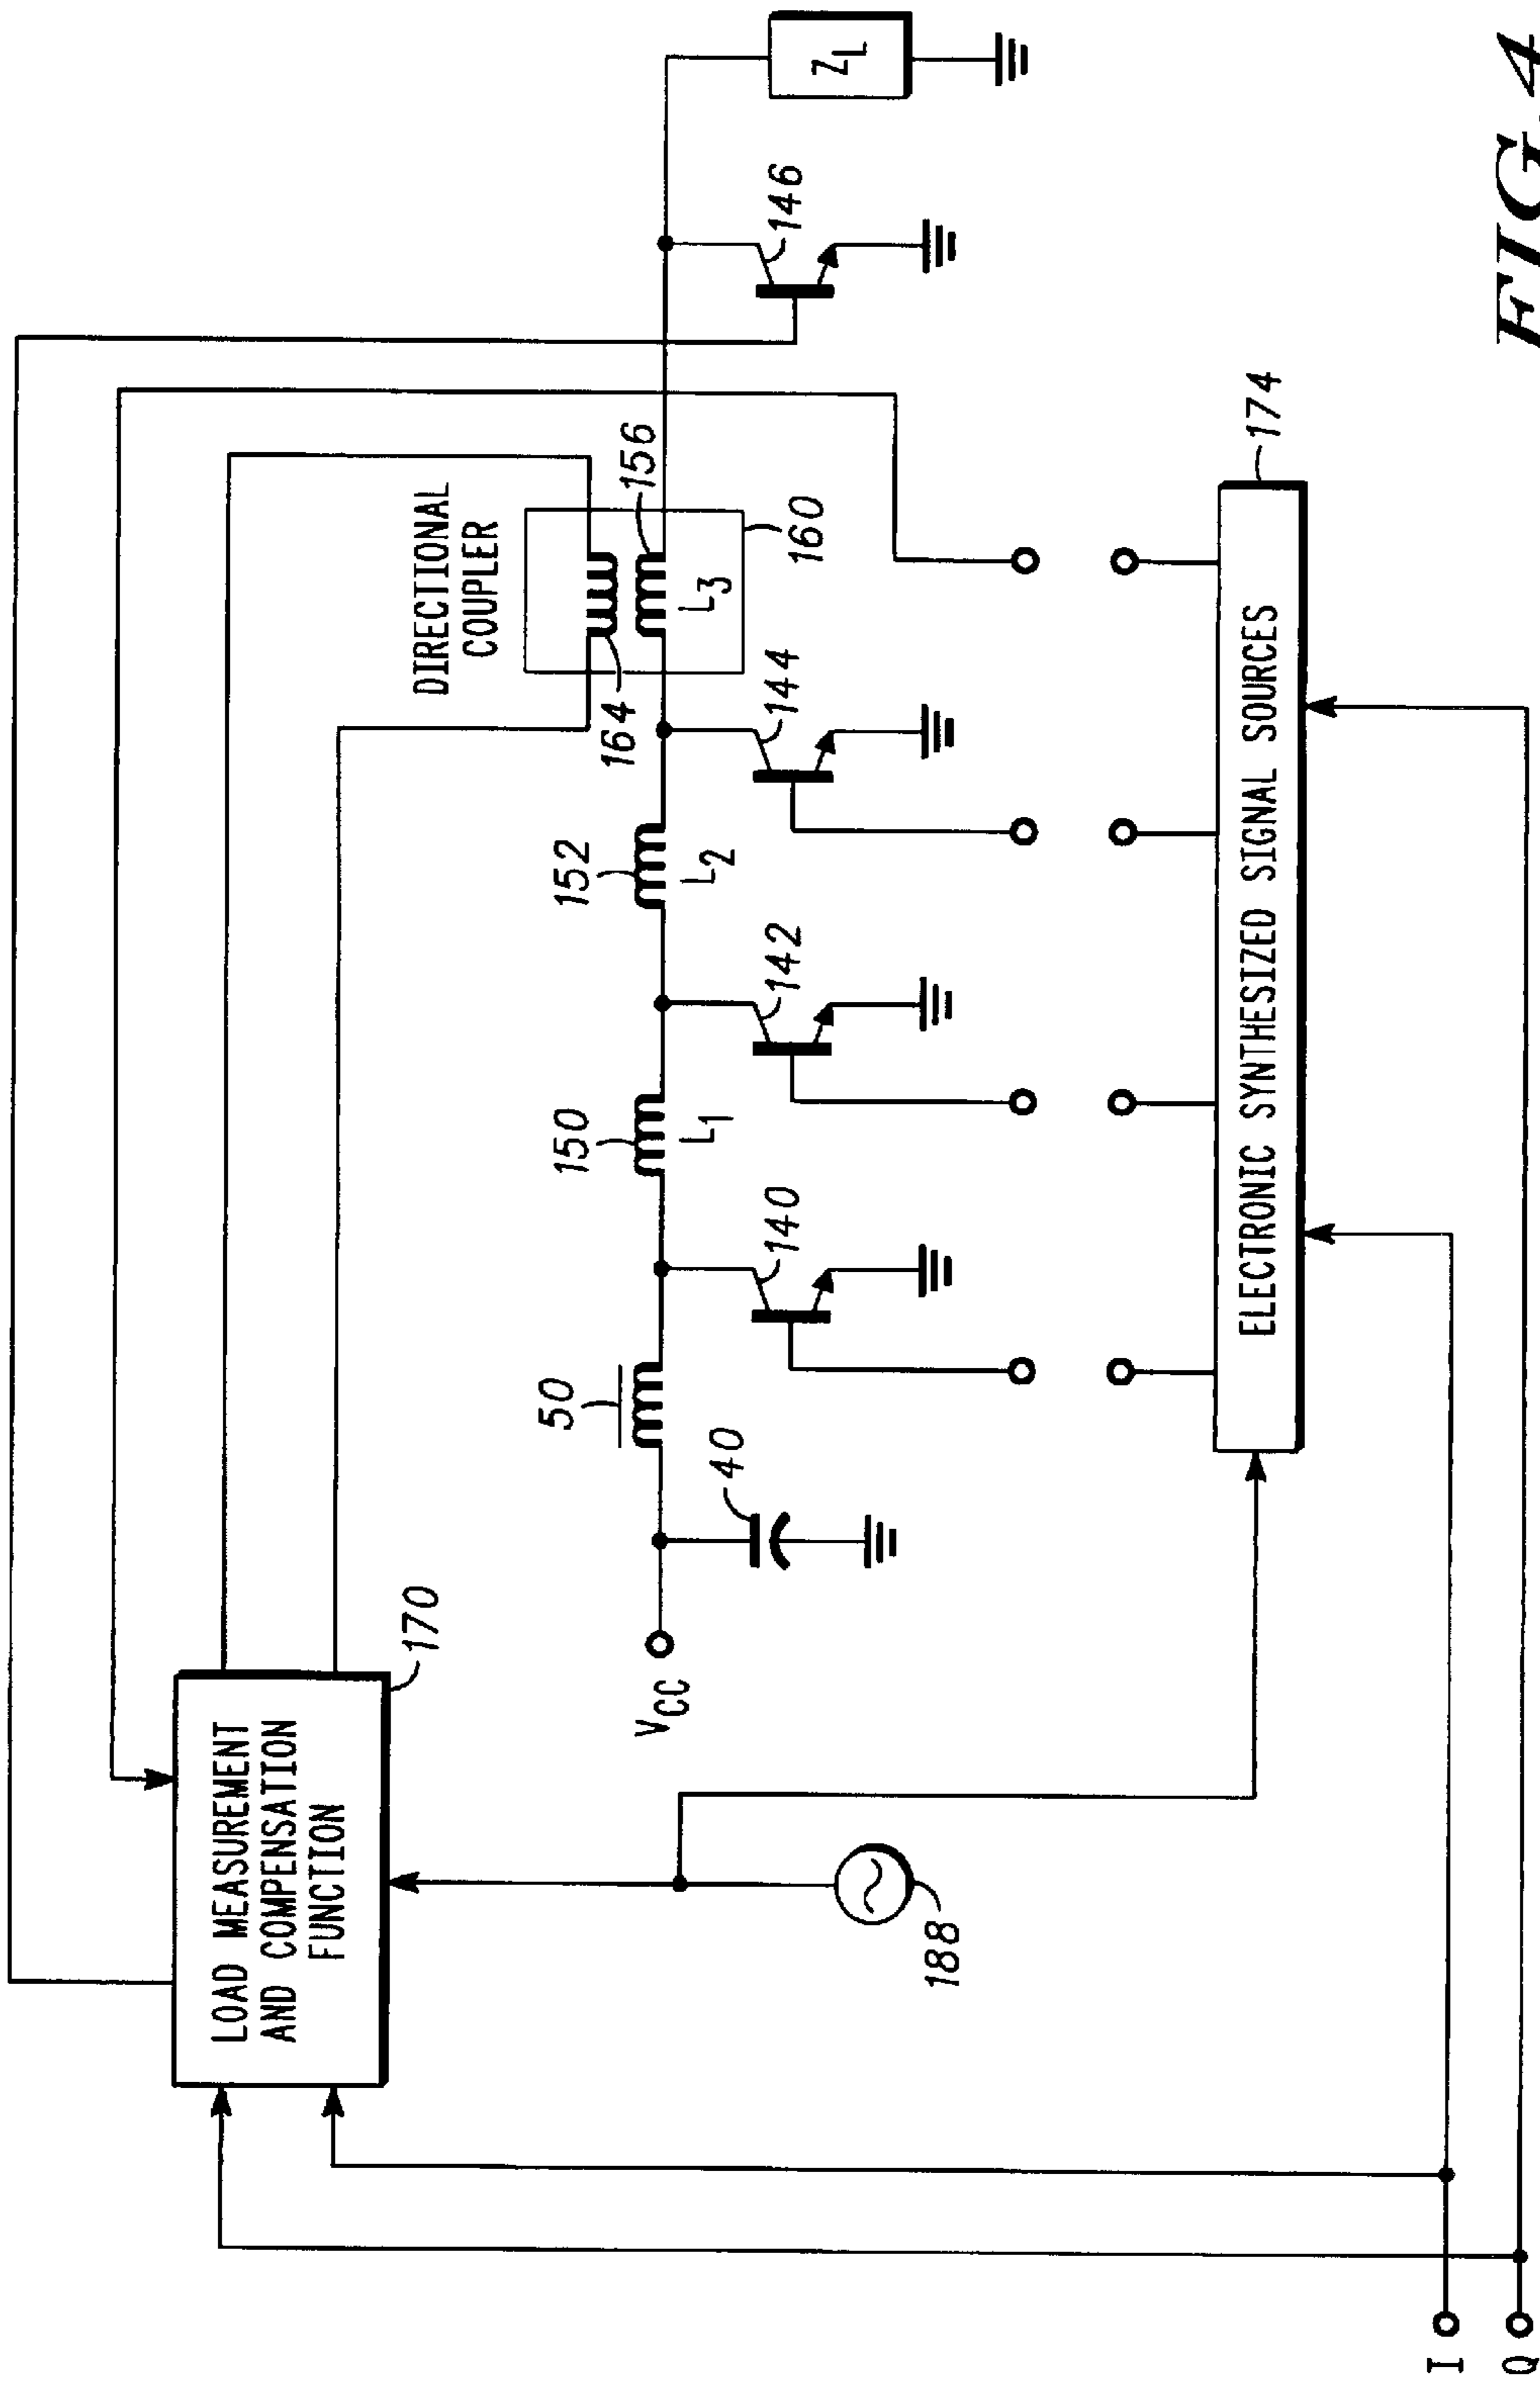 LOAD MEASUREMENT
AND COMPENSATION
FUNCTION
170
DIRECTIONAL
COUPLER
164
156
160
L3
VCC
40
50
150
L1
152
L2
140
142
144
146
ZL
188
ELECTRONIC SYNTHESIZED SIGNAL SOURCES
174
I
Q
FIG.4